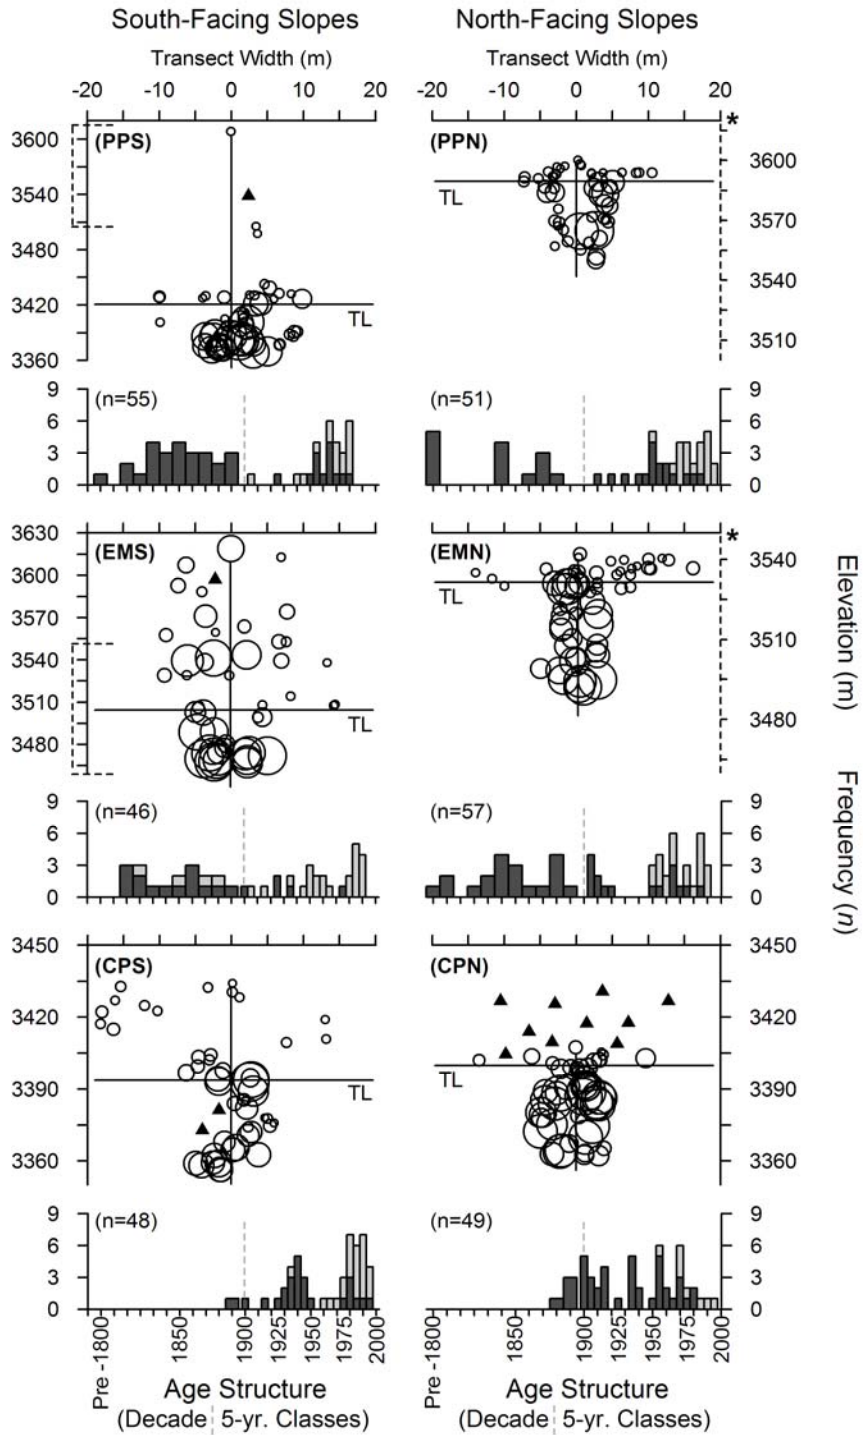 South-Facing Slopes North-Facing Slopes
Transect Width (m) Transect Width (m)
-20 -10 0 10 20 -20 -10 0 10 20
(PPS)
3600
3540
3480
3420
3360
TL
(PPN)
*
3600
3570
3540
3510
TL
(n=55)
9
6
3
0
(n=51)
9
6
3
0
(EMS)
3630
3600
3570
3540
3510
3480
TL
(EMN)
*
3540
3510
3480
TL
(n=46)
9
6
3
0
(n=57)
9
6
3
0
(CPS)
3450
3420
3390
3360
TL
(CPN)
3450
3420
3390
3360
TL
(n=48)
9
6
3
0
(n=49)
9
6
3
0
Elevation (m)
Frequency (n)
Pre -1800 1850 1900 1925 1950 1975 2000
Pre -1800 1850 1900 1925 1950 1975 2000
Age Structure Age Structure
(Decade 5-yr. Classes) (Decade 5-yr. Classes)